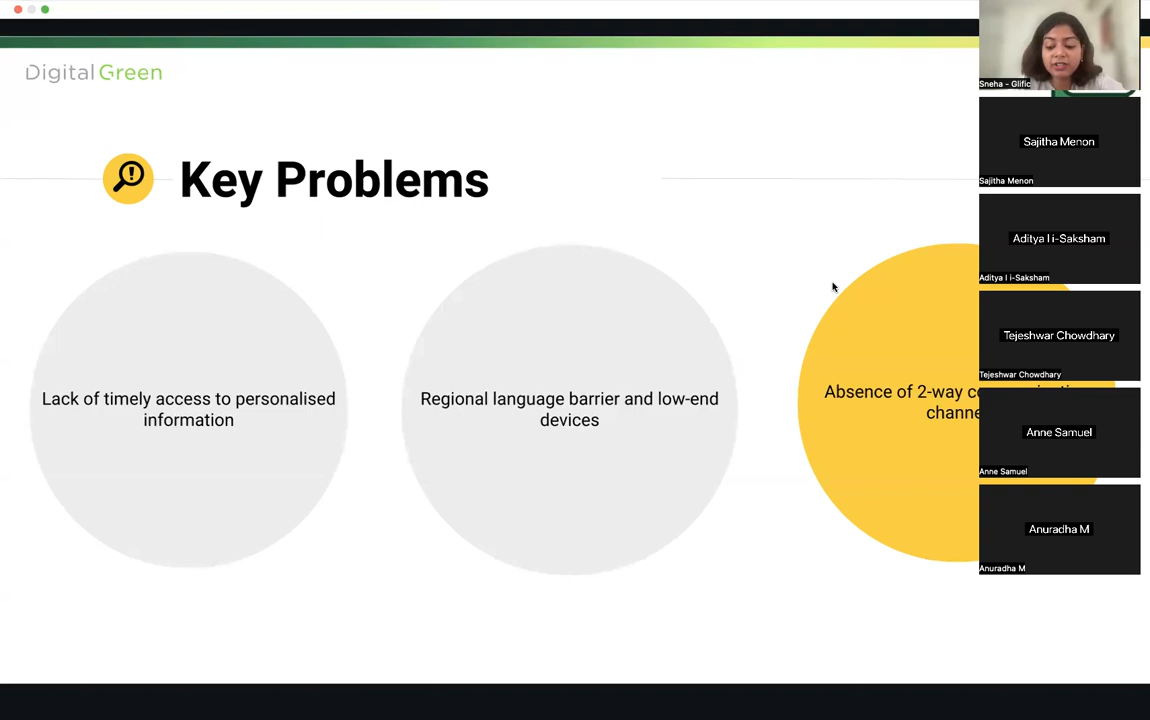 Digital Green
Key Problems
Lack of timely access to personalised
information
Regional language barrier and low-end
devices
Absence of 2-way
Sneha - Glific
Sajitha Menon
Sajitha Menon
Aditya I i-Saksham
Aditya I i-Saksham
Tejeshwar Chowdhary
Tejeshwar Chowdhary
Anne Samuel
Anne Samuel
Anuradha M
Anuradha M